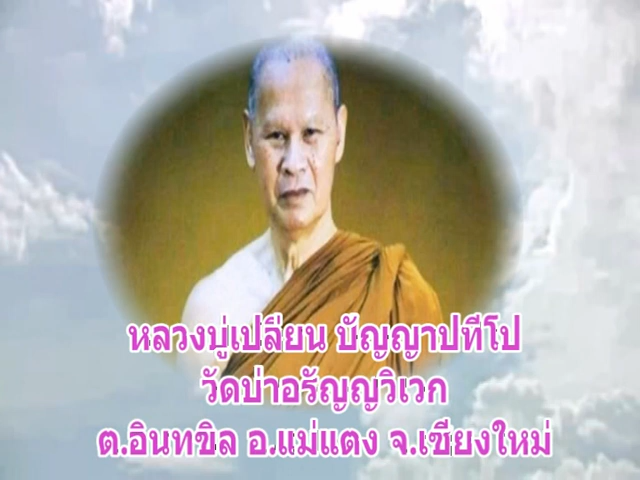 หลวงปู่เปลี่ยน ปัญญาปทีโป
วัดป่าอรัญญวิเวก
ต.อินทขิล อ.แม่แตง จ.เชียงใหม่